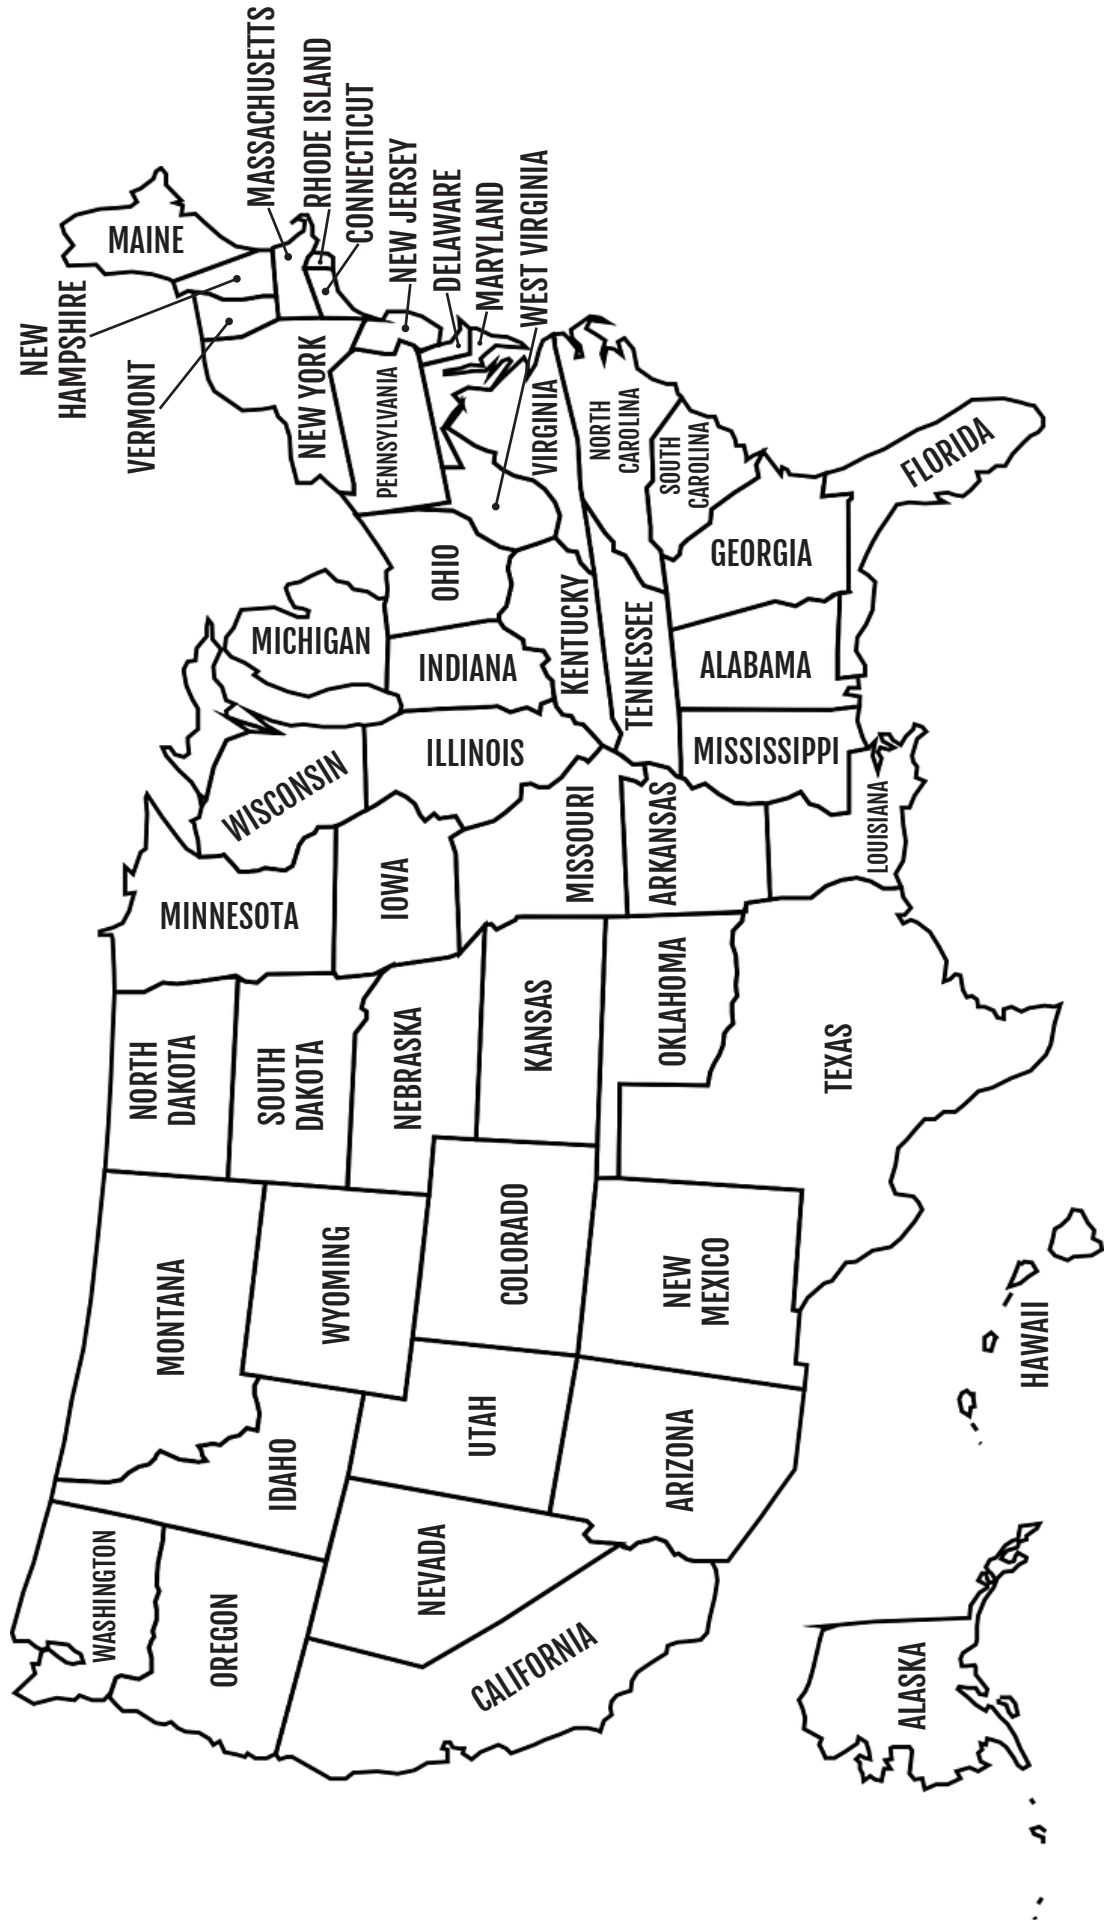 WASHINGTON
OREGON
CALIFORNIA
NEVADA
IDAHO
MONTANA
WYOMING
UTAH
ARIZONA
COLORADO
NEW
MEXICO
NORTH
DAKOTA
SOUTH
DAKOTA
NEBRASKA
KANSAS
OKLAHOMA
TEXAS
MINNESOTA
IOWA
MISSOURI
ARKANSAS
LOUISIANA
WISCONSIN
ILLINOIS
MISSISSIPPI
MICHIGAN
INDIANA
KENTUCKY
TENNESSEE
ALABAMA
OHIO
GEORGIA
FLORIDA
SOUTH
CAROLINA
NORTH
CAROLINA
VIRGINIA
WEST VIRGINIA
MARYLAND
DELAWARE
NEW JERSEY
PENNSYLVANIA
NEW YORK
CONNECTICUT
RHODE ISLAND
MASSACHUSETTS
VERMONT
NEW
HAMPSHIRE
MAINE
ALASKA
HAWAII